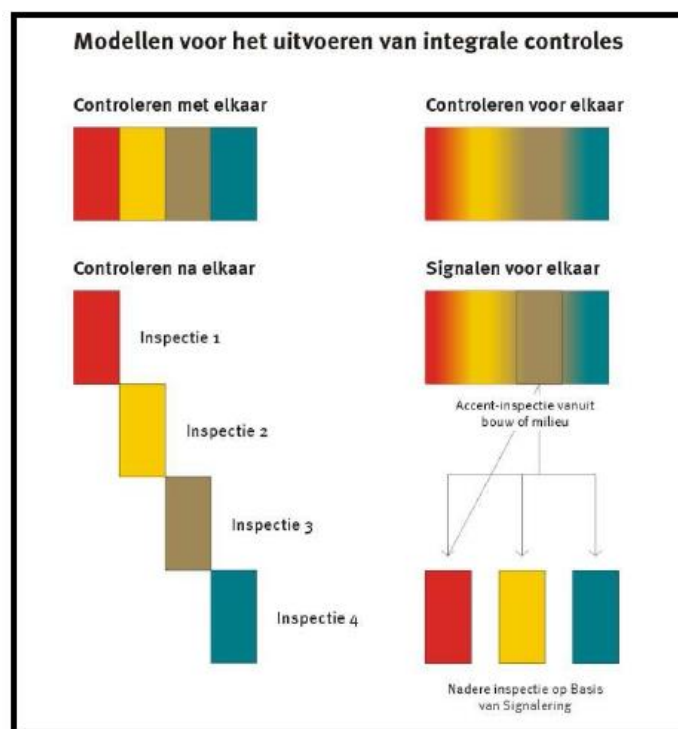 Modellen voor het uitvoeren van integrale controles
Controleren met elkaar
Controleren voor elkaar
Controleren na elkaar
Inspectie 1
Inspectie 2
Inspectie 3
Inspectie 4
Signalen voor elkaar
Accent-inspectie vanuit
bouw of milieu
Nadere inspectie op Basis
van Signalering